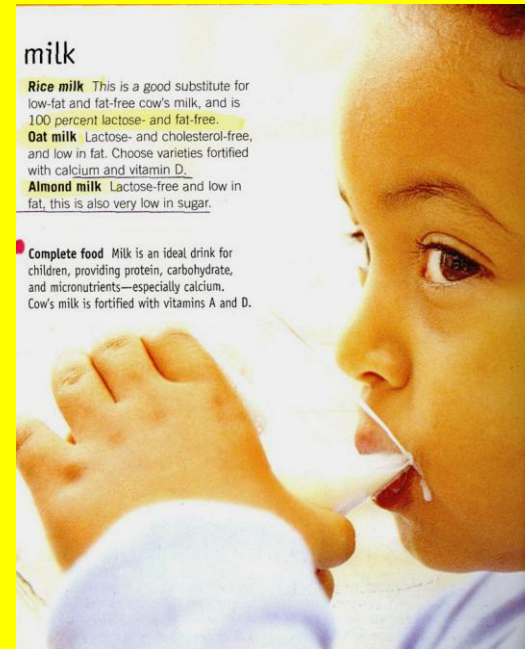 milk
Rice milk This is a good substitute for
low-fat and fat-free cow's milk, and is
100 percent lactose- and fat-free.
Oat milk Lactose- and cholesterol-free,
and low in fat. Choose varieties fortified
with calcium and vitamin D.
Almond milk Lactose-free and low in
fat, this is also very low in sugar.
Complete food Milk is an ideal drink for
children, providing protein, carbohydrate,
and micronutrients—especially calcium.
Cow's milk is fortified with vitamins A and D.